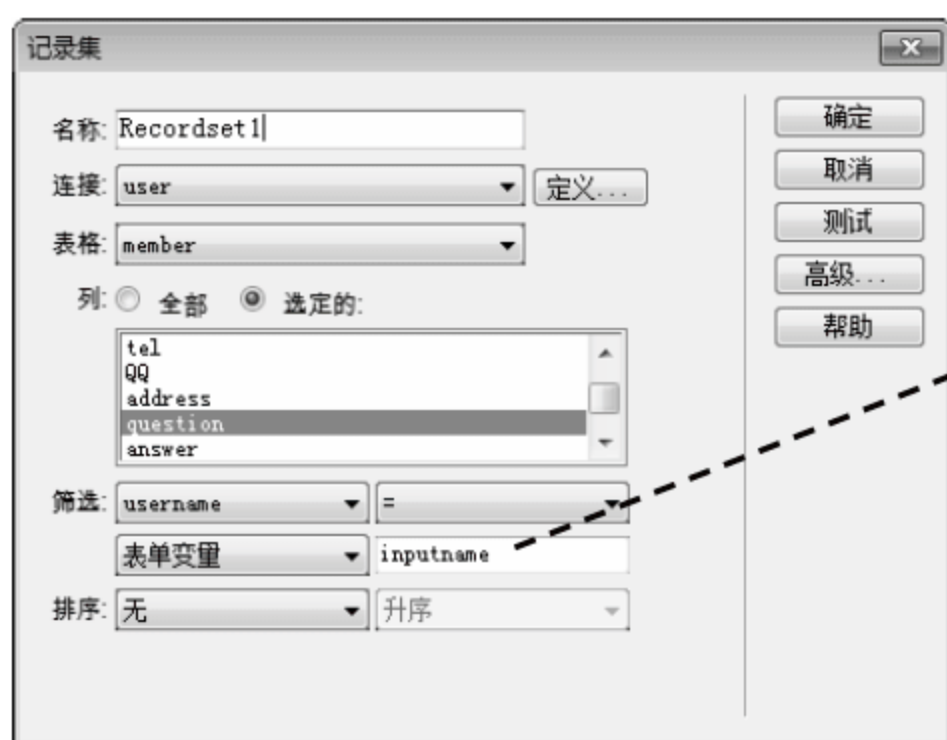 记录集
名称: Recordset1
连接: user 定义...
表格: member
列: 全部 选定的:
tel
QQ
address
question
answer
筛选: username =
表单变量 inputname
排序: 无 升序
确定
取消
测试
高级...
帮助